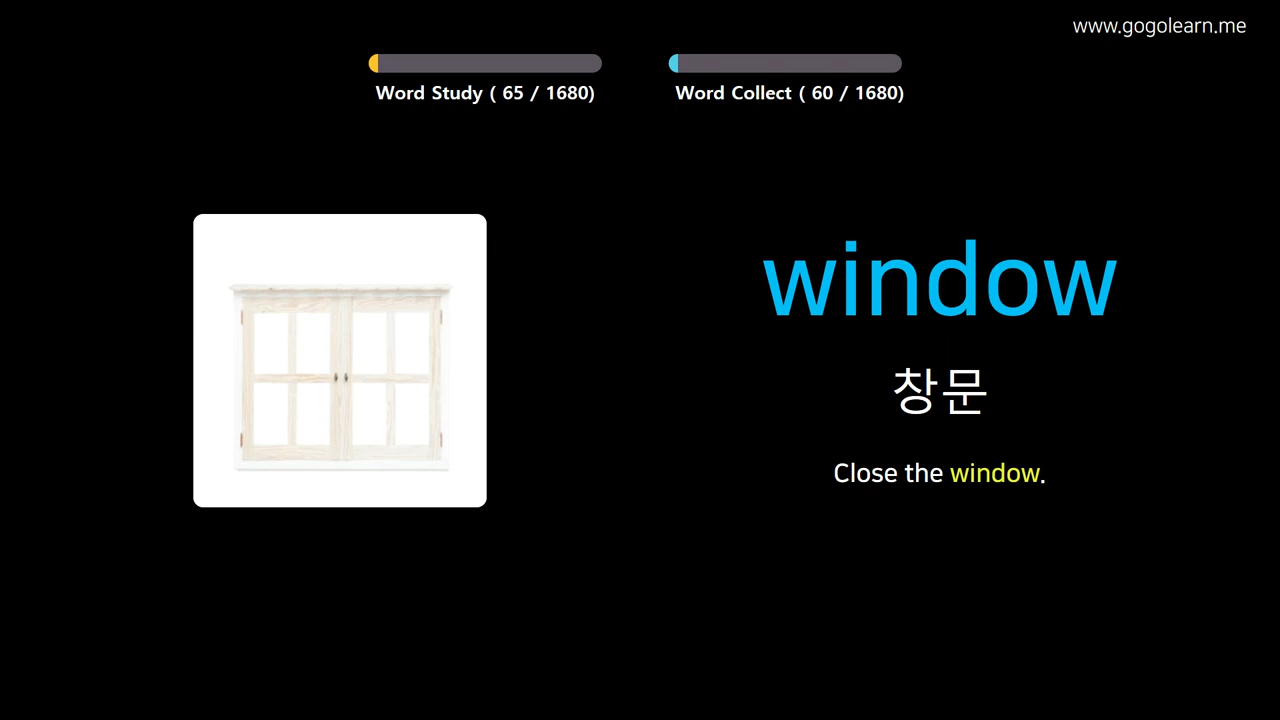 www.gogolearn.me
Word Study ( 65 / 1680)
Word Collect ( 60 / 1680)
window
창문
Close the window.